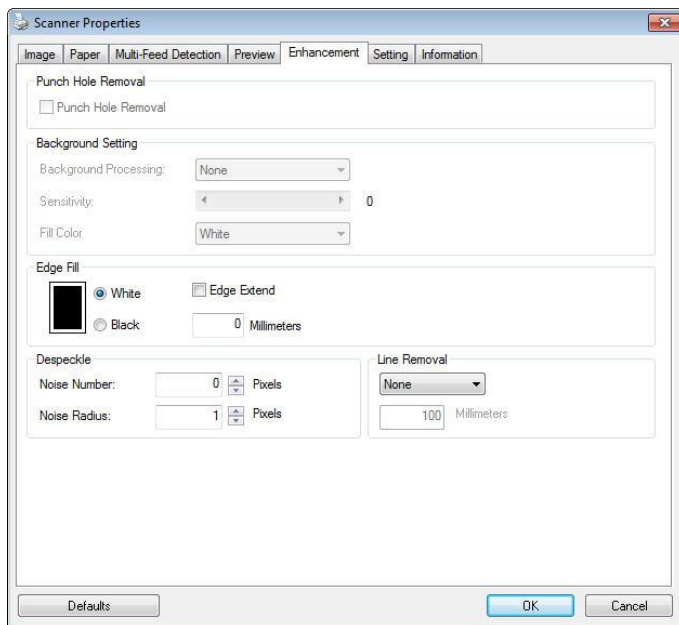 Scanner Properties
Image Paper Multi-Feed Detection Preview Enhancement Setting Information
Punch Hole Removal
Punch Hole Removal
Background Setting
Background Processing: None
Sensitivity: 0
Fill Color White
Edge Fill
White Edge Extend
Black 0 Millimeters
Despeckle
Noise Number: 0 Pixels
Noise Radius: 1 Pixels
Line Removal
None
100 Millimeters
Defaults OK Cancel